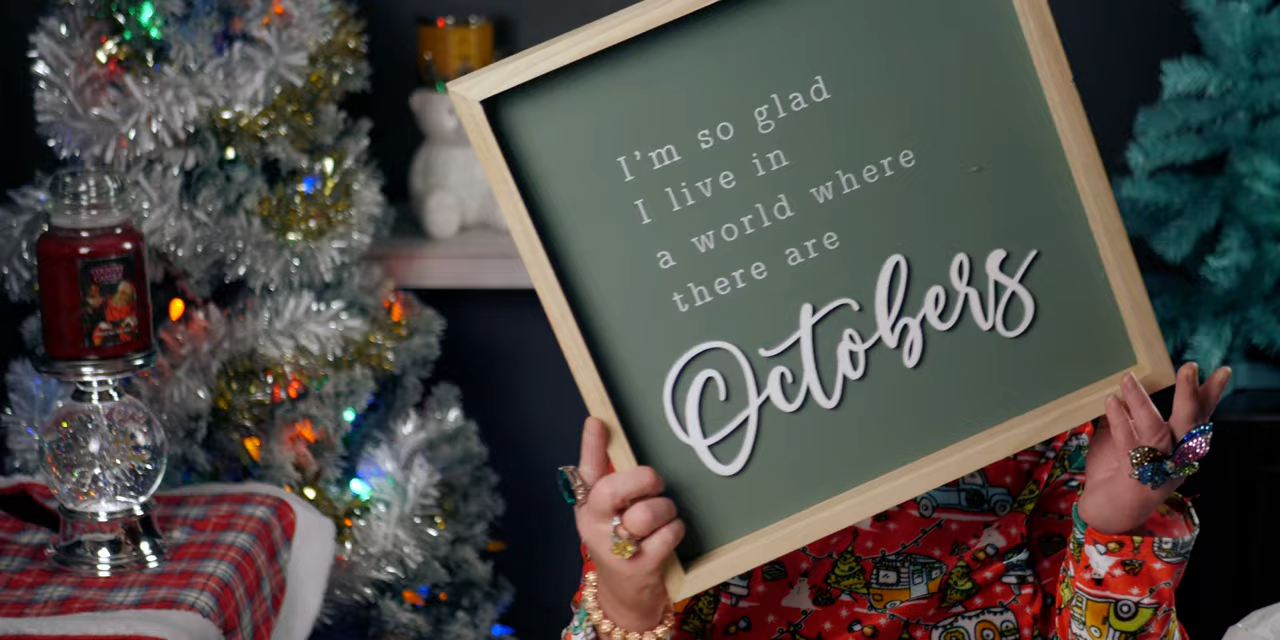 I'm so glad
I live in
a world where
there are
Octobers